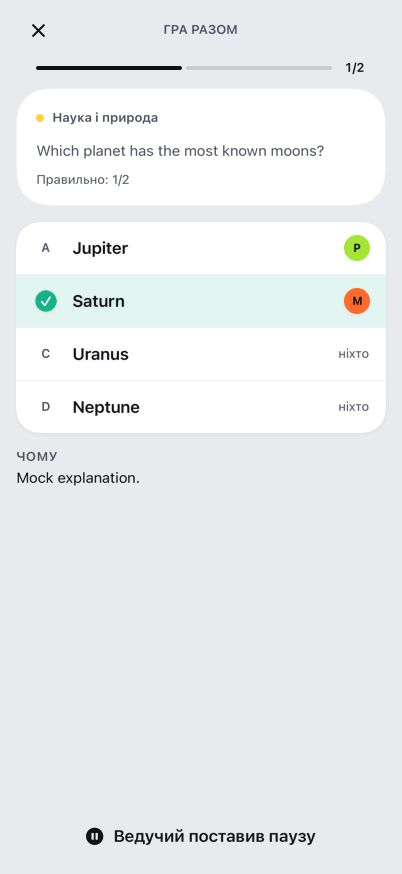 ГРА РАЗОМ
1/2
Наука і природа
Which planet has the most known moons?
Правильно: 1/2
A Jupiter P
Saturn M
C Uranus ніхто
D Neptune ніхто
ЧОМУ
Mock explanation.
Ведучий поставив паузу